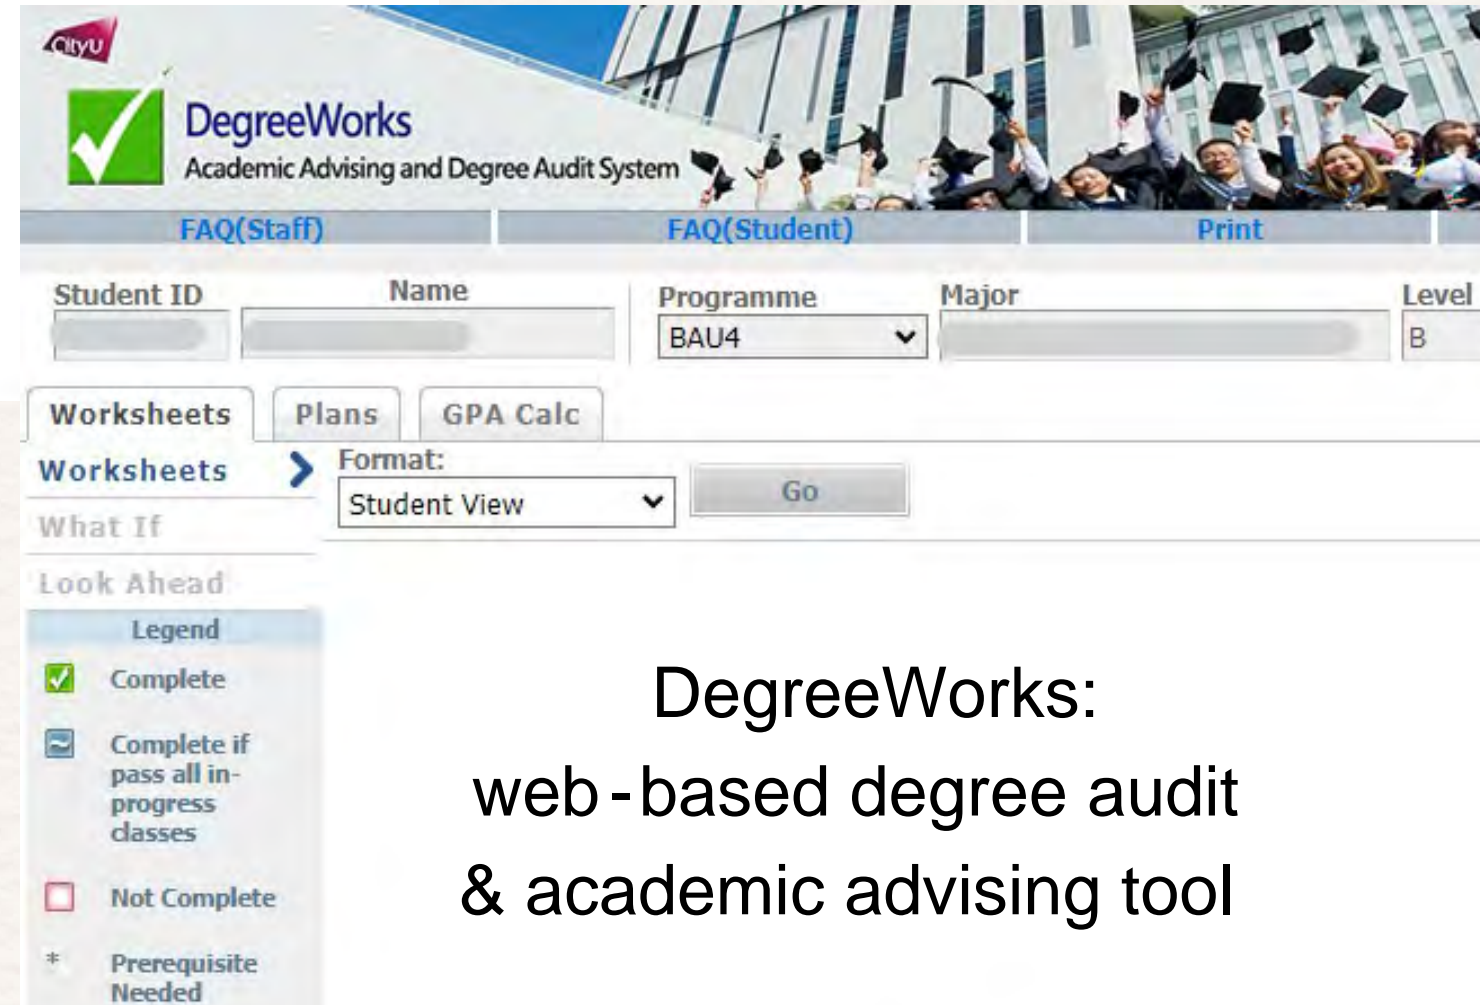 CityU
DegreeWorks
Academic Advising and Degree Audit System
FAQ(Staff) FAQ(Student) Print
Student ID Name Programme Major Level
BAU4 B
Worksheets Plans GPA Calc
Worksheets
Format:
Student View Go
What If
Look Ahead
Legend
Complete
Complete if
pass all in-
progress
classes
Not Complete
* Prerequisite
Needed
DegreeWorks:
web-based degree audit
& academic advising tool